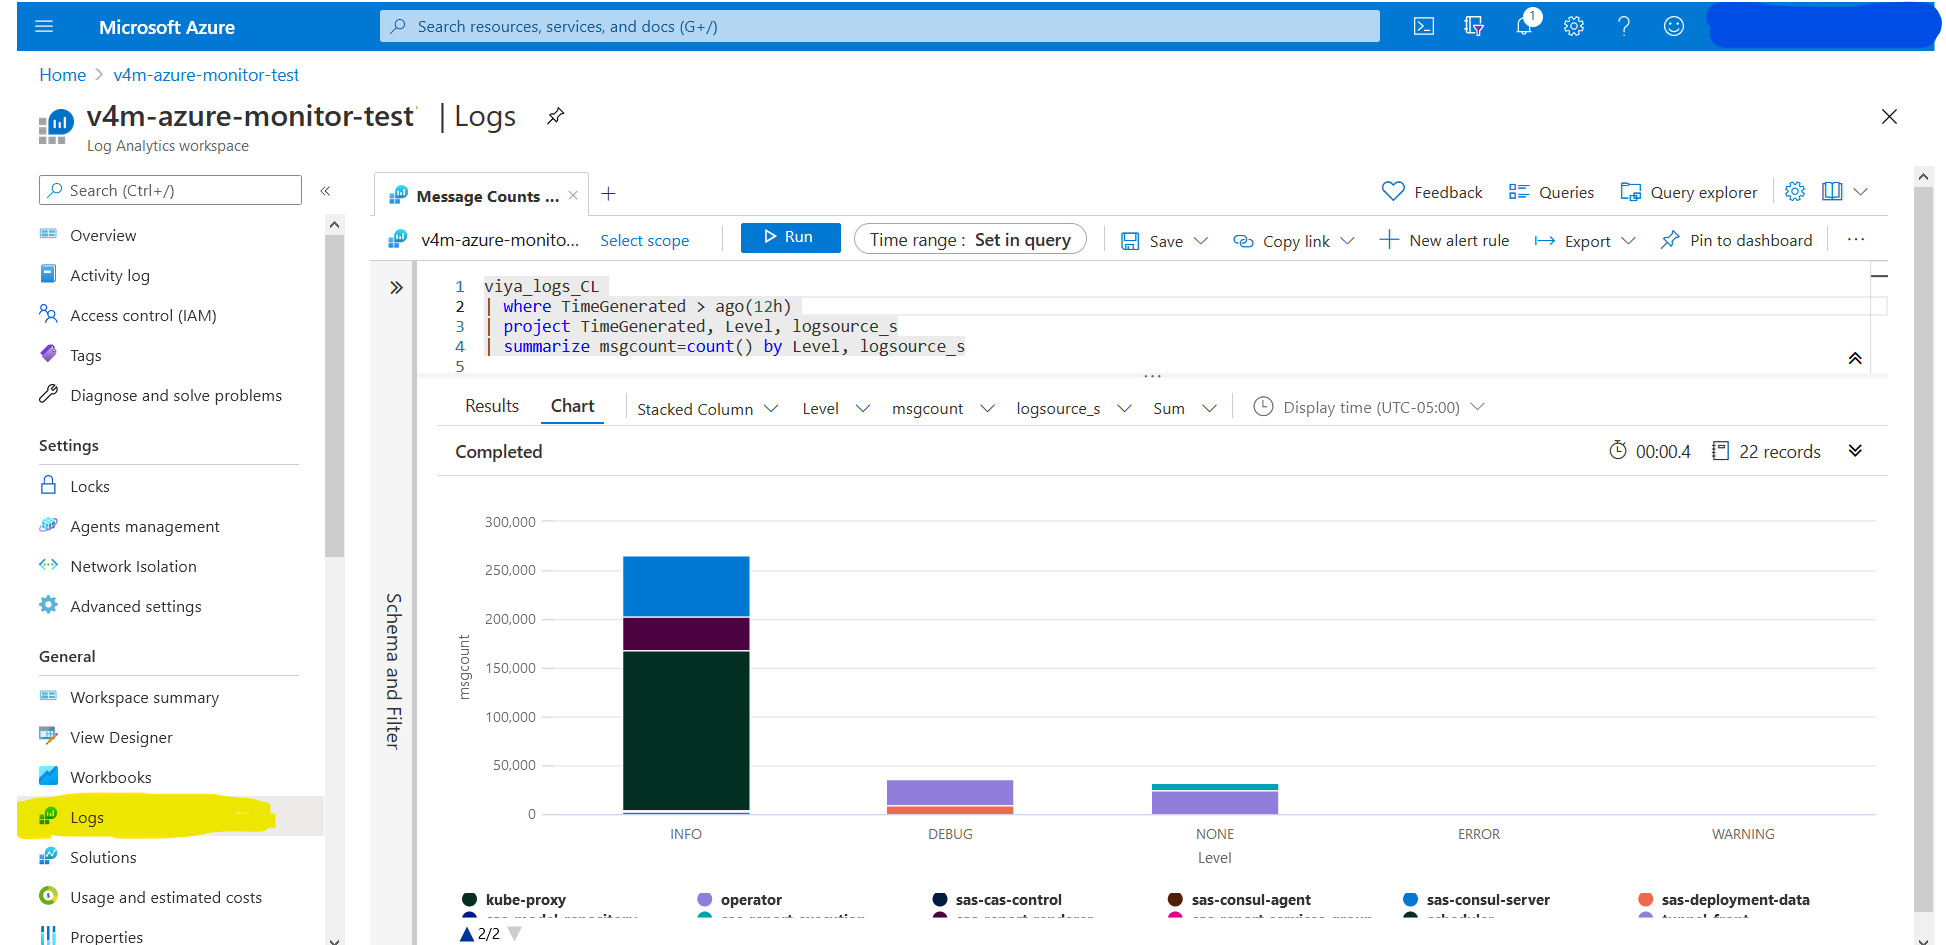 Microsoft Azure
Search resources, services, and docs (G+/)
1
Home > v4m-azure-monitor-test
v4m-azure-monitor-test | Logs
Log Analytics workspace
Search (Ctrl+/)
«
Overview
Activity log
Access control (IAM)
Tags
Diagnose and solve problems
Settings
Locks
Agents management
Network Isolation
Advanced settings
General
Workspace summary
View Designer
Workbooks
Logs
Solutions
Usage and estimated costs
Properties
Message Counts ...
Feedback
Queries
Query explorer
v4m-azure-monito...
Select scope
Run
Time range : Set in query
Save
Copy link
New alert rule
Export
Pin to dashboard
...
Schema and Filter
1 viya_logs_CL
2 | where TimeGenerated > ago(12h)
3 | project TimeGenerated, Level, logsource_s
4 | summarize msgcount=count() by Level, logsource_s
5
...
Results
Chart
Stacked Column
Level
msgcount
logsource_s
Sum
Display time (UTC-05:00)
Completed
00:00.4
22 records
300,000
250,000
200,000
150,000
100,000
50,000
0
msgcount
INFO
DEBUG
NONE
ERROR
WARNING
Level
kube-proxy
operator
sas-cas-control
sas-consul-agent
sas-consul-server
sas-deployment-data
2/2